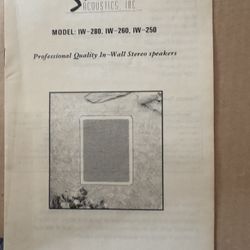 ACOUSTICS, INC.
MODEL: IW-280, IW-260, IW-250
Professional Quality In-Wall Stereo speakers